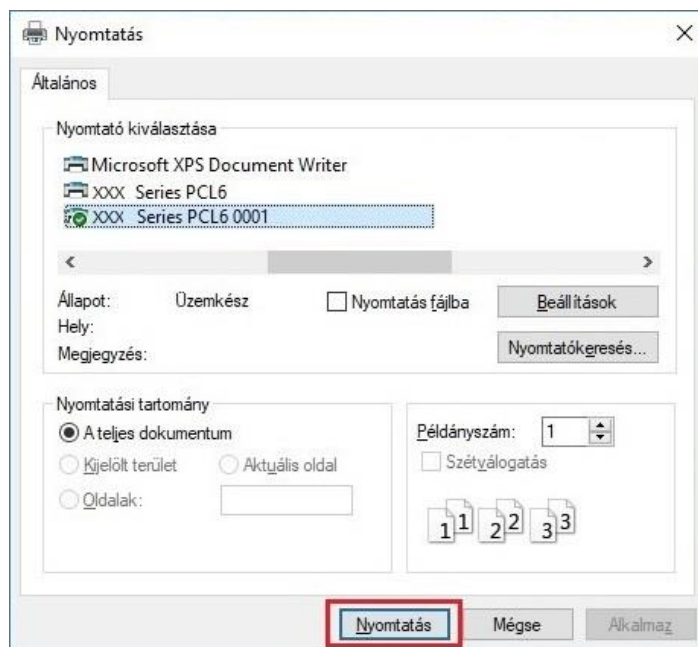 Nyomtatás
Általános
Nyomtató kiválasztása
Microsoft XPS Document Writer
XXX Series PCL6
XXX Series PCL6 0001
Állapot: Üzemkész
Nyomtatás fájlba
Beállítások
Hely:
Megjegyzés:
Nyomtatókeresés...
Nyomtatási tartomány
A teljes dokumentum
Kijelölt terület
Aktuális oldal
Oldalak:
Példányszám: 1
Szétválogatás
1 1 2 2 3 3
Nyomtatás
Mégse
Alkalmaz